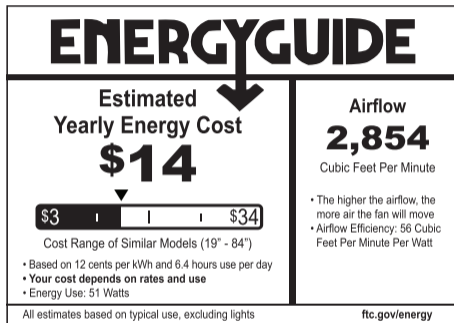 ENERGYGUIDE
Estimated
Yearly Energy Cost
$14
$3 $34
Cost Range of Similar Models (19" - 84")
• Based on 12 cents per kWh and 6.4 hours use per day
• Your cost depends on rates and use
• Energy Use: 51 Watts
Airflow
2,854
Cubic Feet Per Minute
• The higher the airflow, the
more air the fan will move
• Airflow Efficiency: 56 Cubic
Feet Per Minute Per Watt
All estimates based on typical use, excluding lights
ftc.gov/energy